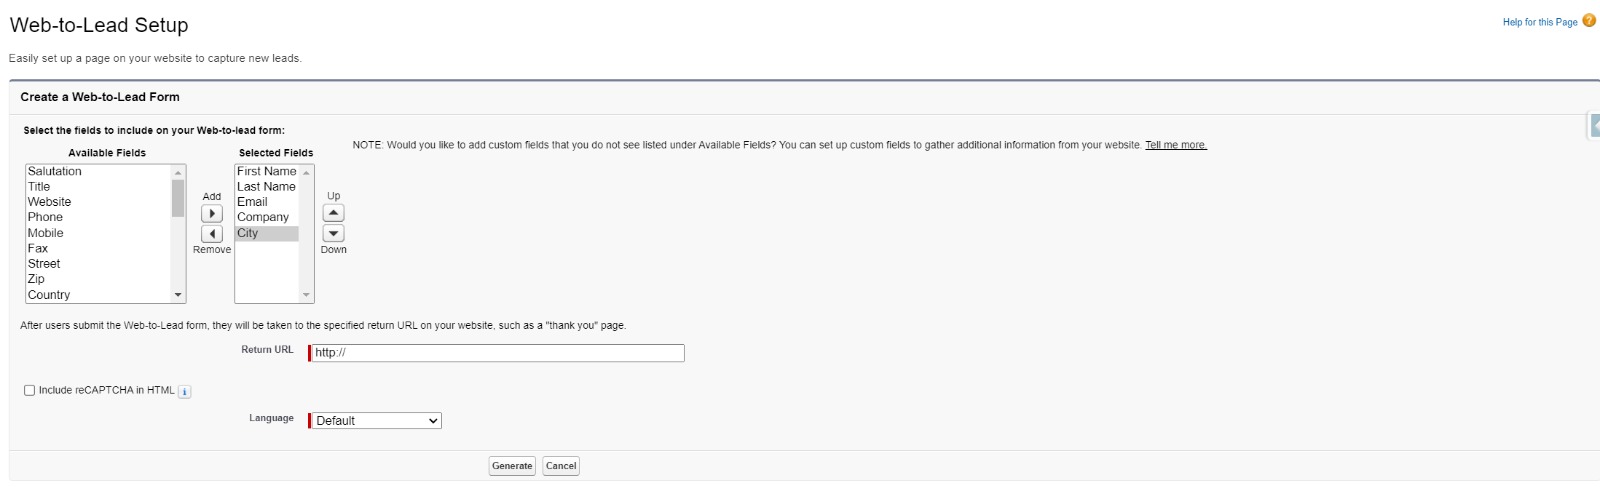 Web-to-Lead Setup
Help for this Page ?
Easily set up a page on your website to capture new leads.
Create a Web-to-Lead Form
Select the fields to include on your Web-to-lead form:
NOTE: Would you like to add custom fields that you do not see listed under Available Fields? You can set up custom fields to gather additional information from your website. Tell me more.
Available Fields
Salutation
Title
Website
Phone
Mobile
Fax
Street
Zip
Country
Add
Remove
Selected Fields
First Name
Last Name
Email
Company
City
Up
Down
After users submit the Web-to-Lead form, they will be taken to the specified return URL on your website, such as a "thank you" page.
Return URL http://
Include reCAPTCHA in HTML i
Language Default
Generate Cancel